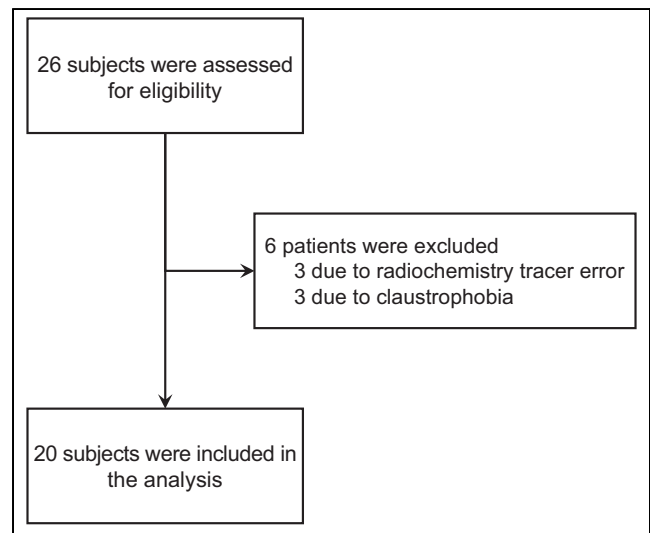 26 subjects were assessed
for eligibility
6 patients were excluded
3 due to radiochemistry tracer error
3 due to claustrophobia
20 subjects were included in
the analysis